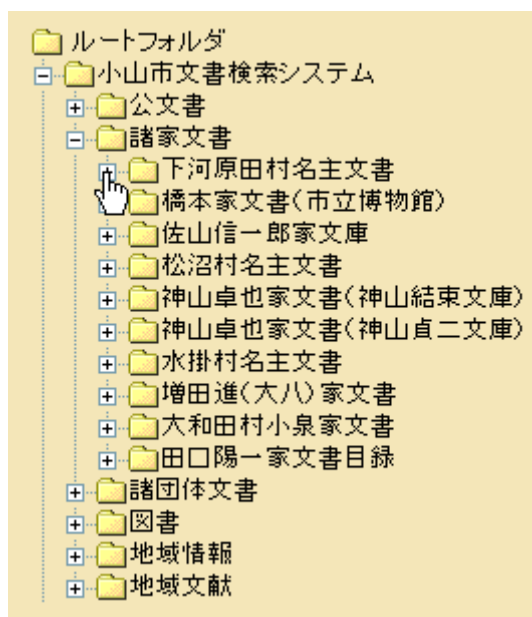 ルートフォルダ
小山市文書検索システム
公文書
諸家文書
下河原田村名主文書
橋本家文書(市立博物館)
佐山信一郎家文庫
松沼村名主文書
神山卓也家文書(神山結束文庫)
神山卓也家文書(神山貞二文庫)
水掛村名主文書
増田進(大八)家文書
大和田村小泉家文書
田口陽一家文書目録
諸団体文書
図書
地域情報
地域文献